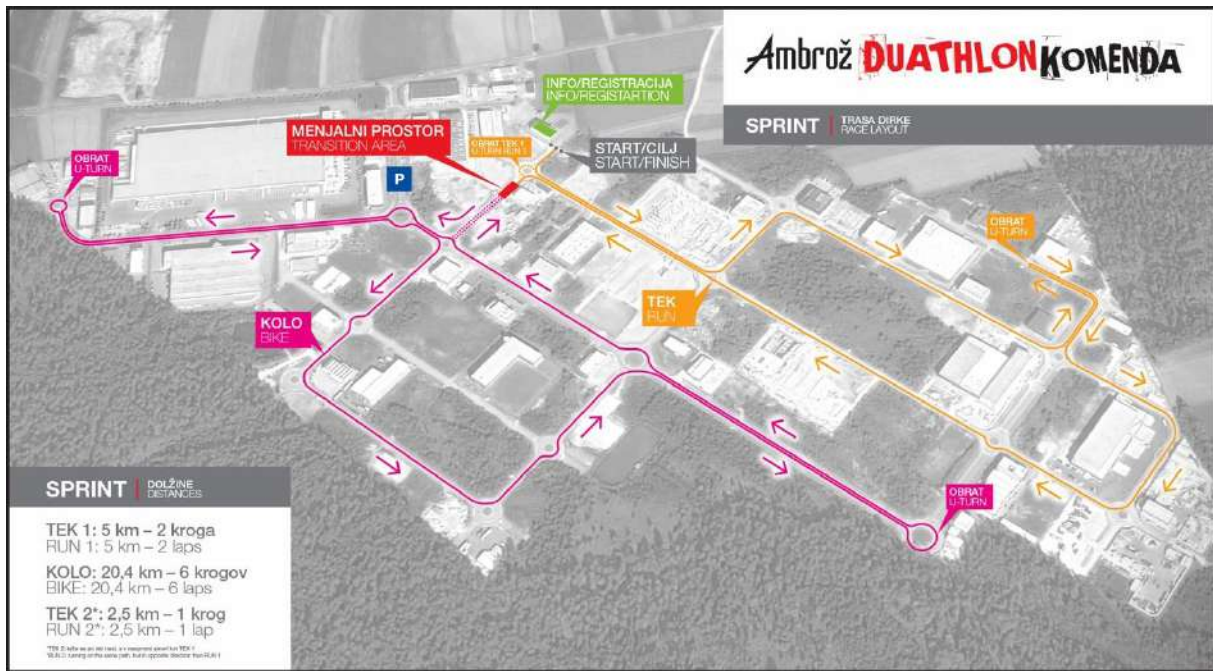 Ambrož DUATHLON KOMENDA
SPRINT | TRASA DIRKE
RACE LAYOUT
INFO/REGISTRACIJA
INFO/REGISTARTION
MENJALNI PROSTOR
TRANSITION AREA
OBRAT TEK 1
U-TURN RUN 1
START/CILJ
START/FINISH
OBRAT
U-TURN
P
OBRAT
U-TURN
TEK
RUN
KOLO
BIKE
OBRAT
U-TURN
SPRINT | DOLŽINE
DISTANCES
TEK 1: 5 km – 2 kroga
RUN 1: 5 km – 2 laps
KOLO: 20,4 km – 6 krogov
BIKE: 20,4 km – 6 laps
TEK 2*: 2,5 km – 1 krog
RUN 2*: 2,5 km – 1 lap